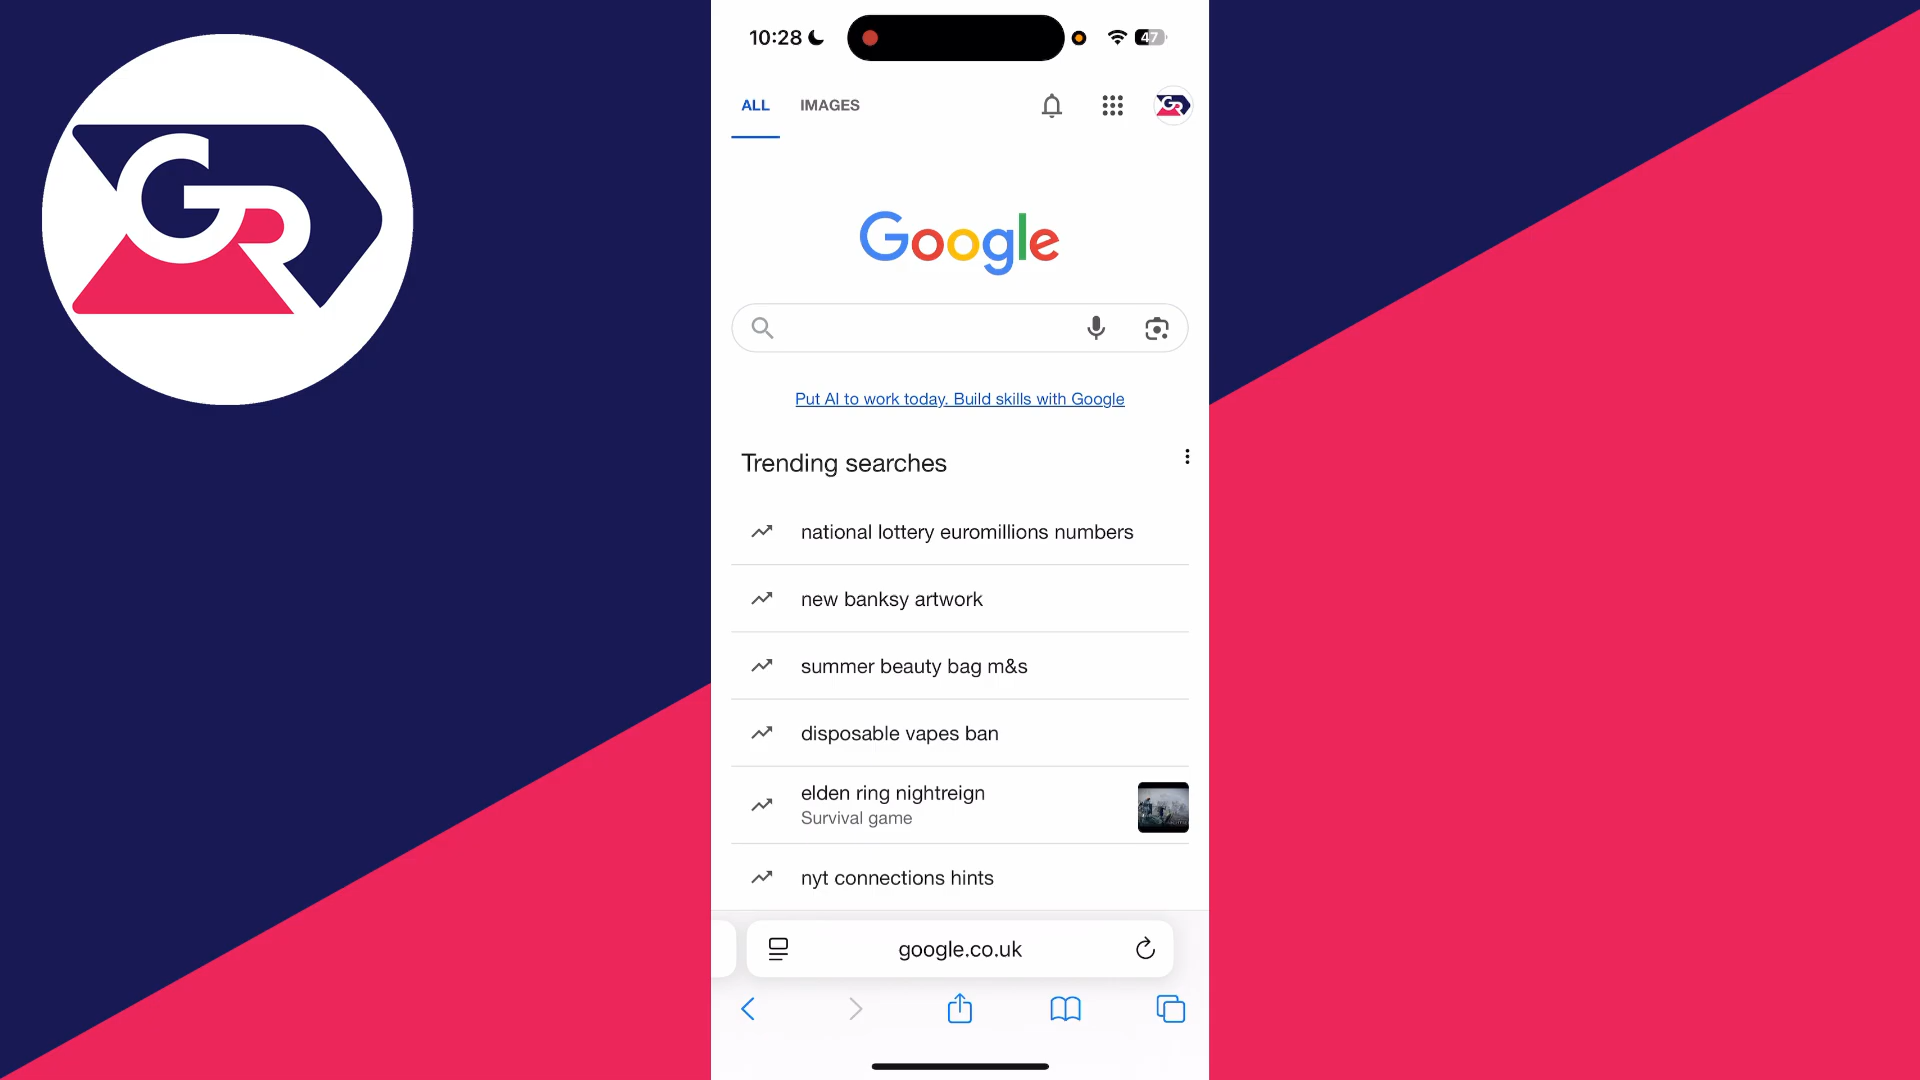 GR
10:28
47
ALL IMAGES
GR
Google
Put AI to work today. Build skills with Google
Trending searches
national lottery euromillions numbers
new banksy artwork
summer beauty bag m&s
disposable vapes ban
elden ring nightreign
Survival game
nyt connections hints
google.co.uk